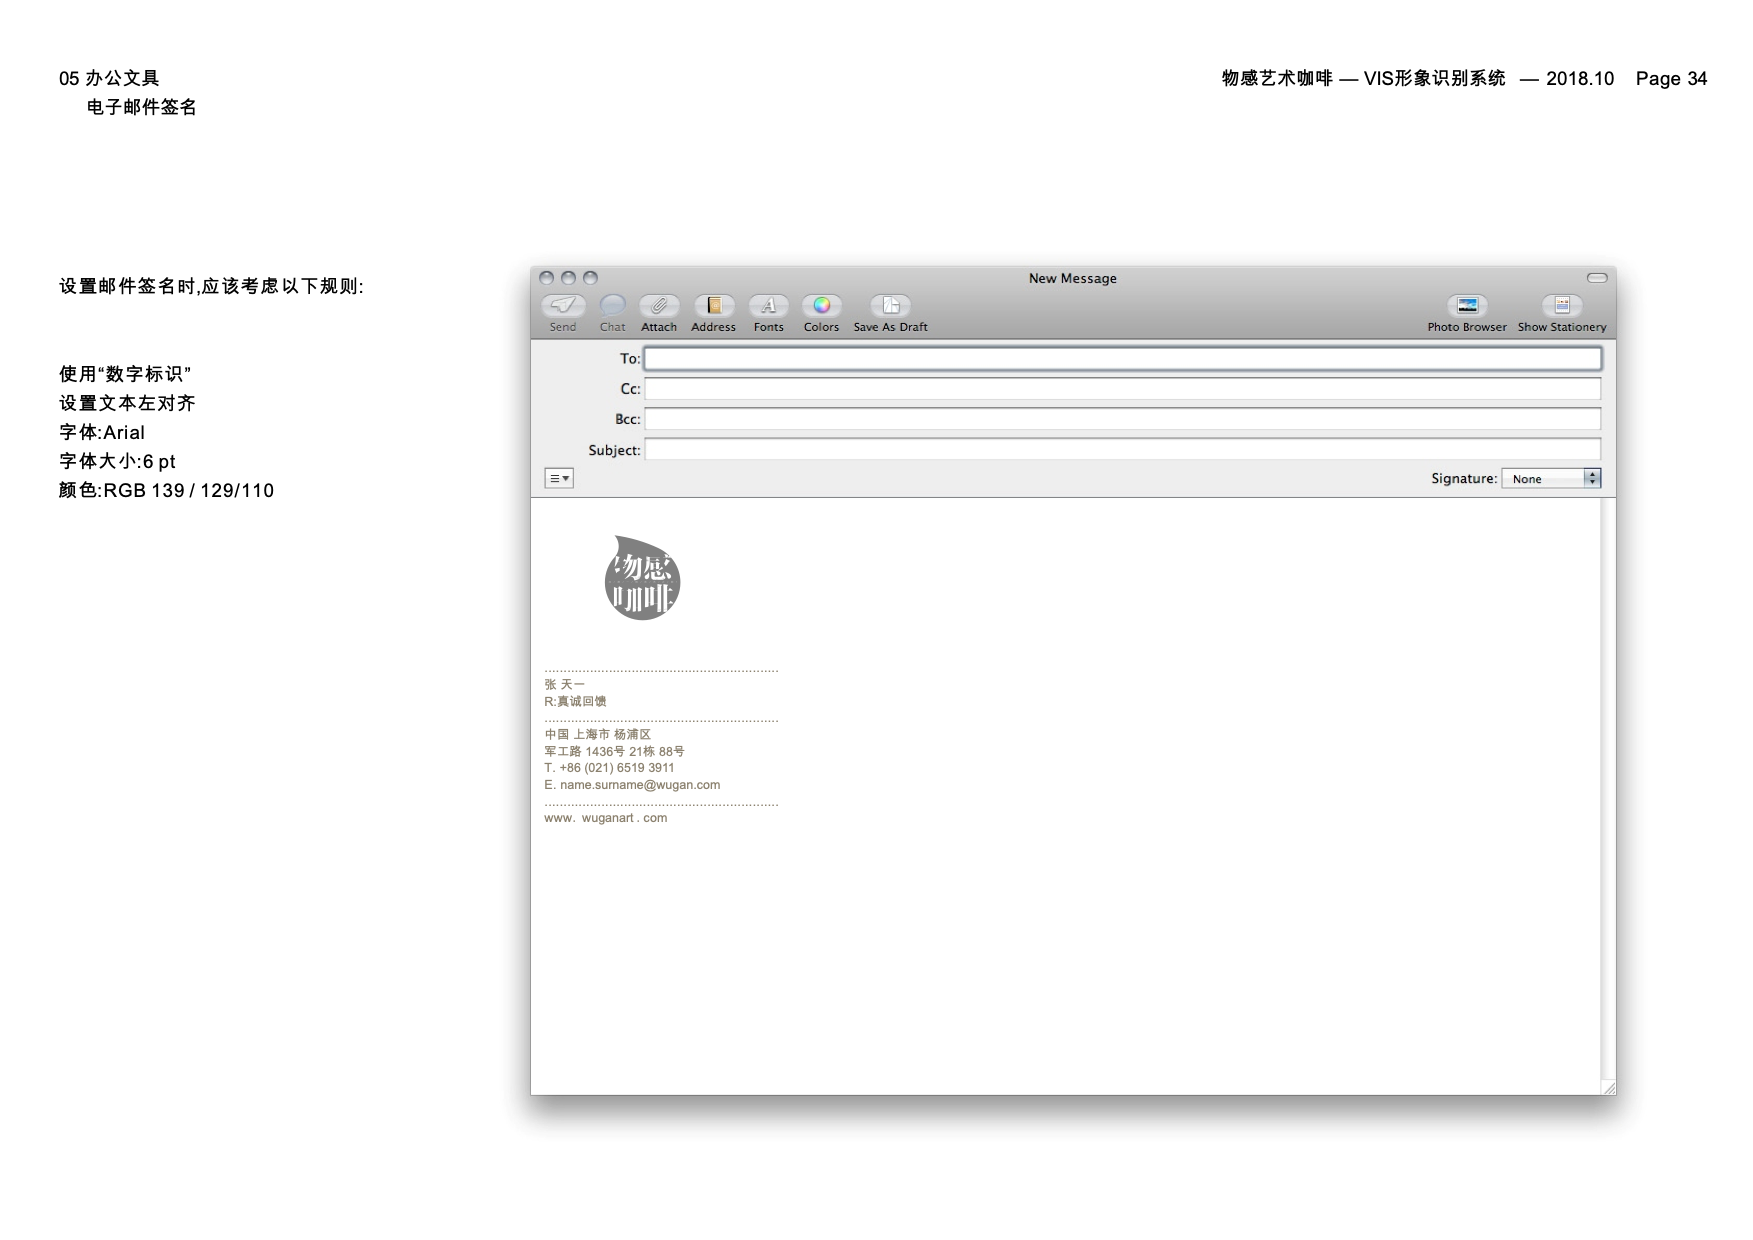 05 办公文具
电子邮件签名
物感艺术咖啡 — VIS形象识别系统 — 2018.10 Page 34
设置邮件签名时,应该考虑以下规则:
使用“数字标识”
设置文本左对齐
字体:Arial
字体大小:6 pt
颜色:RGB 139 / 129/110
New Message
Send Chat Attach Address Fonts Colors Save As Draft Photo Browser Show Stationery
To:
Cc:
Bcc:
Subject:
Signature: None
物感
咖啡
张 天一
R:真诚回馈
中国 上海市 杨浦区
军工路 1436号 21栋 88号
T. +86 (021) 6519 3911
E. name.surname@wugan.com
www. wuganart . com